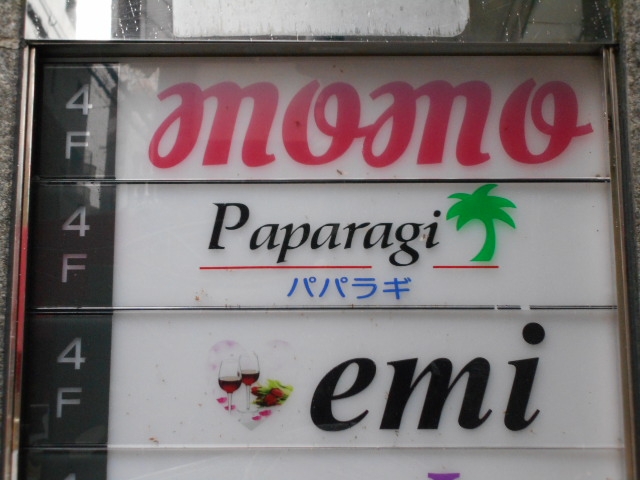 4F momo
4F Paparagi
パパラギ
4F emi